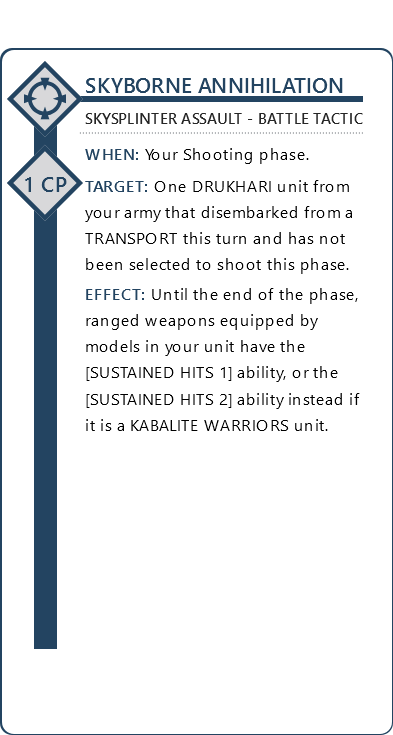 SKYBORNE ANNIHILATION
SKYSPLINTER ASSAULT - BATTLE TACTIC
WHEN: Your Shooting phase.
1 CP
TARGET: One DRUKHARI unit from
your army that disembarked from a
TRANSPORT this turn and has not
been selected to shoot this phase.
EFFECT: Until the end of the phase,
ranged weapons equipped by
models in your unit have the
[SUSTAINED HITS 1] ability, or the
[SUSTAINED HITS 2] ability instead if
it is a KABALITE WARRIORS unit.